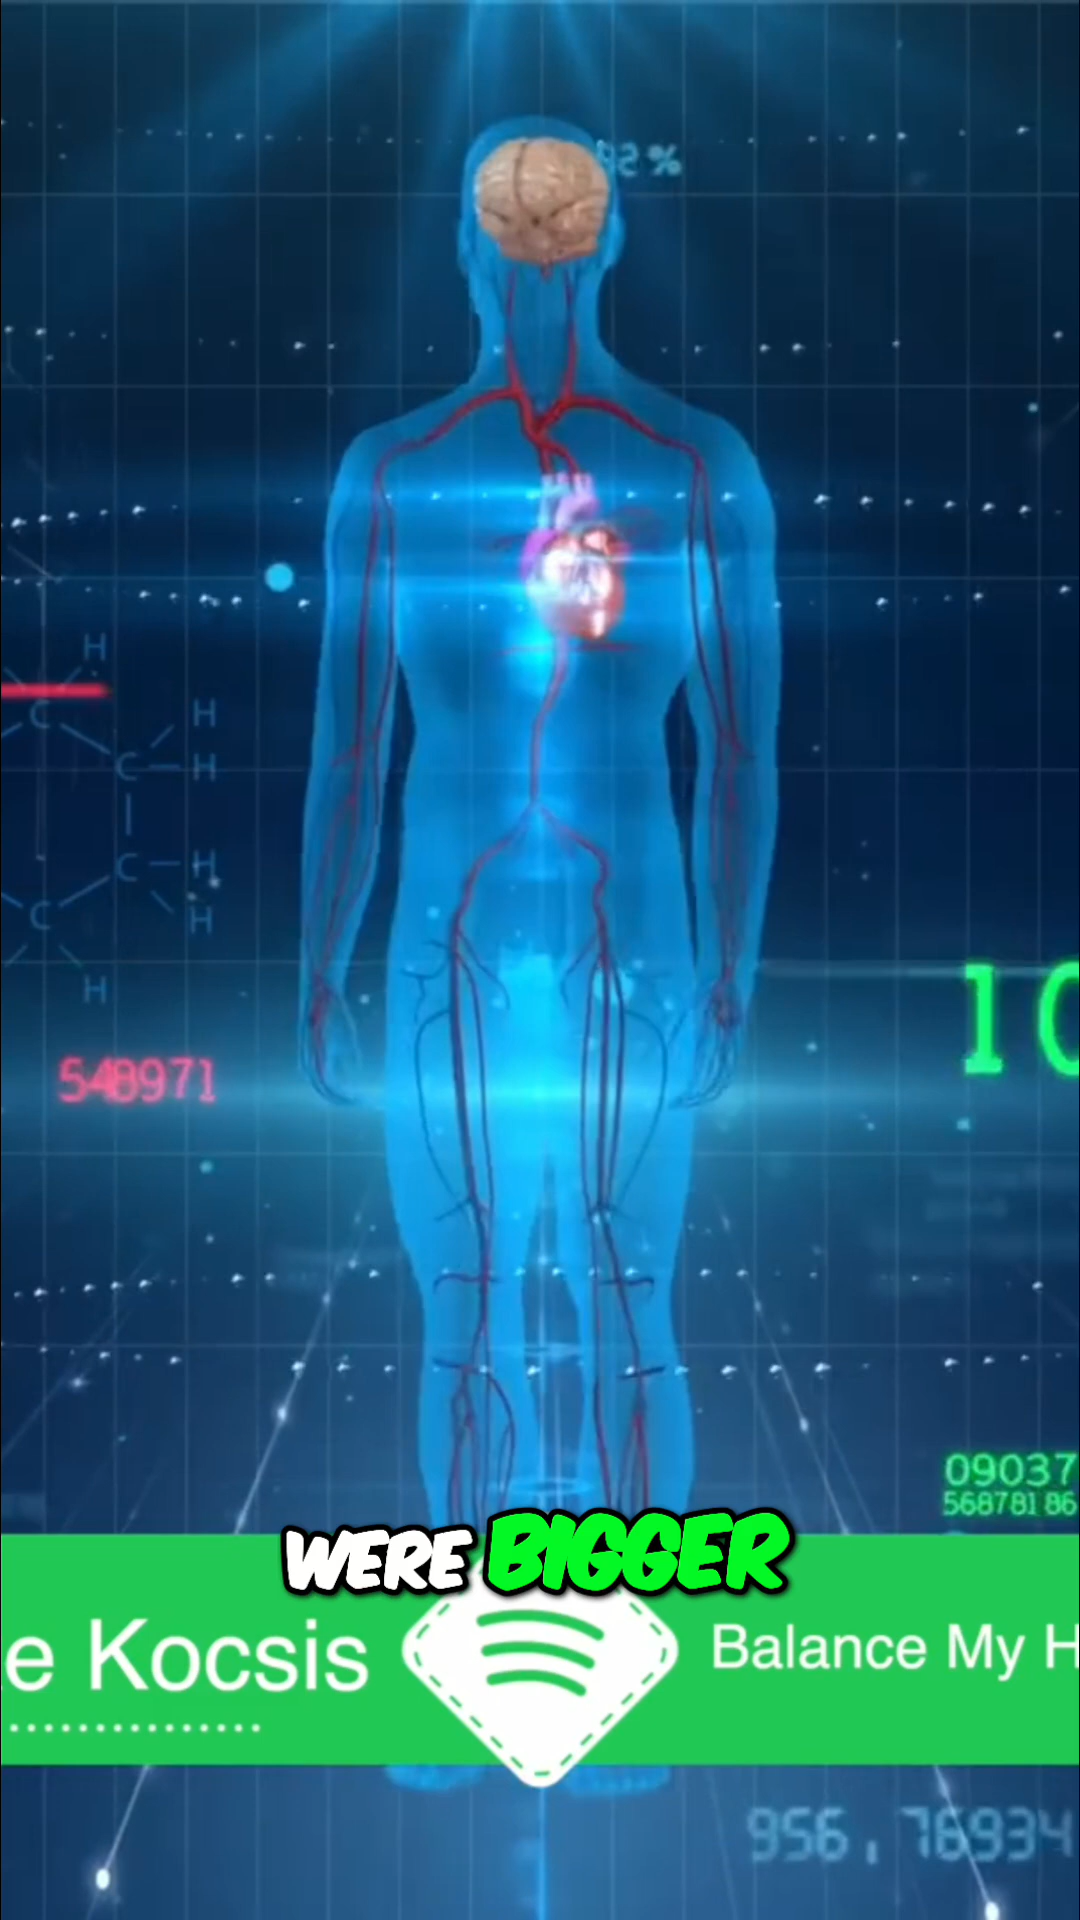 92%
H
C
H
C
H
C
H
C
H
H
10
548971
09037
56878186
WERE BIGGER
e Kocsis
Balance My H
956,76934